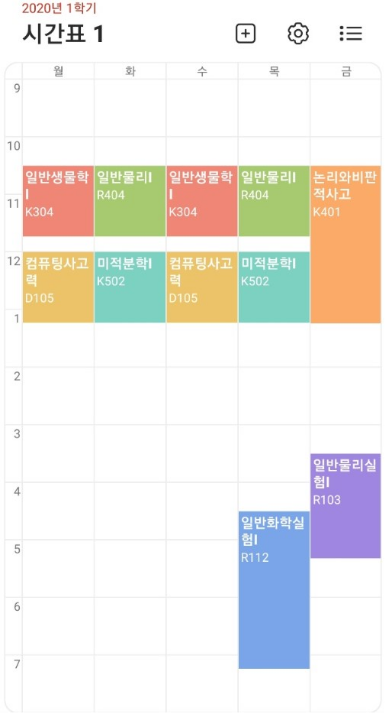 2020년 1학기
시간표 1
월 화 수 목 금
9
10
일반생물학
I
K304
일반물리I
R404
일반생물학
I
K304
일반물리I
R404
논리와비판
적사고
K401
11
12
컴퓨팅사고
력
D105
미적분학I
K502
컴퓨팅사고
력
D105
미적분학I
K502
1
2
3
일반물리실
험I
R103
4
일반화학실
험I
R112
5
6
7